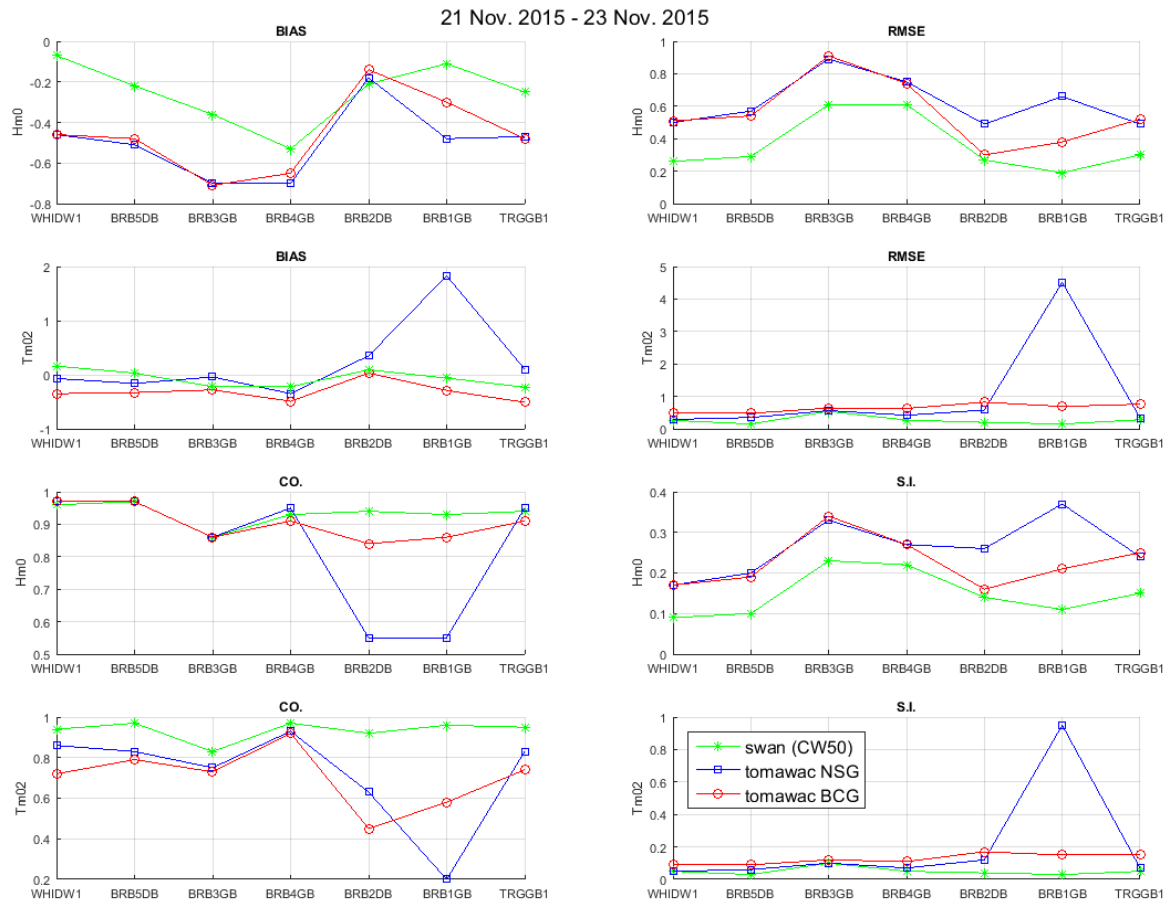 21 Nov. 2015 - 23 Nov. 2015
BIAS
0
-0.2
-0.4
-0.6
-0.8
Hm0
WHIDW1 BRB5DB BRB3GB BRB4GB BRB2DB BRB1GB TRGGB1
RMSE
1
0.8
0.6
0.4
0.2
0
Hm0
WHIDW1 BRB5DB BRB3GB BRB4GB BRB2DB BRB1GB TRGGB1
BIAS
2
1
0
-1
Tm02
WHIDW1 BRB5DB BRB3GB BRB4GB BRB2DB BRB1GB TRGGB1
RMSE
5
4
3
2
1
0
Tm02
WHIDW1 BRB5DB BRB3GB BRB4GB BRB2DB BRB1GB TRGGB1
CO.
1
0.9
0.8
0.7
0.6
0.5
Hm0
WHIDW1 BRB5DB BRB3GB BRB4GB BRB2DB BRB1GB TRGGB1
S.I.
0.4
0.3
0.2
0.1
0
Hm0
WHIDW1 BRB5DB BRB3GB BRB4GB BRB2DB BRB1GB TRGGB1
CO.
1
0.8
0.6
0.4
0.2
Tm02
WHIDW1 BRB5DB BRB3GB BRB4GB BRB2DB BRB1GB TRGGB1
S.I.
1
0.8
0.6
0.4
0.2
0
Tm02
swan (CW50)
tomawac NSG
tomawac BCG
WHIDW1 BRB5DB BRB3GB BRB4GB BRB2DB BRB1GB TRGGB1